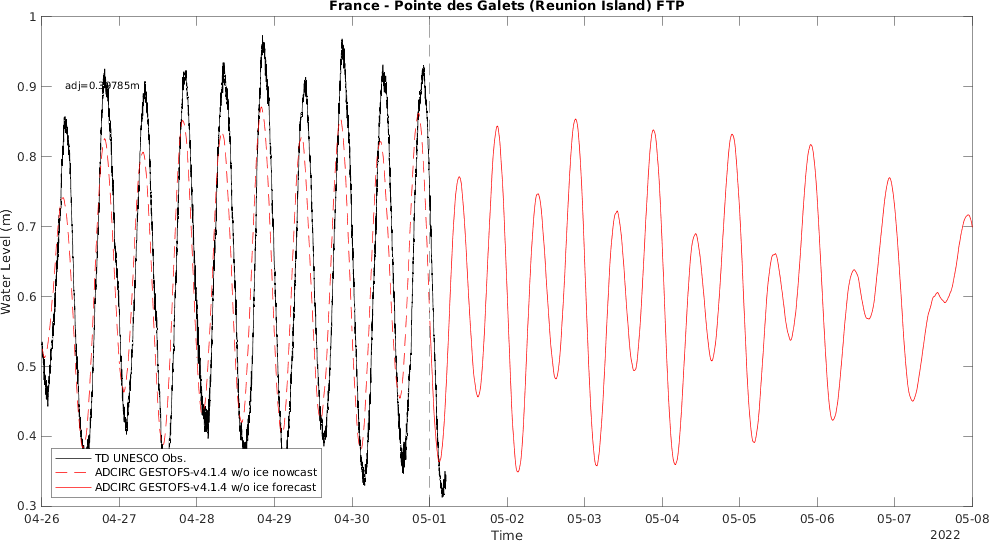 France - Pointe des Galets (Reunion Island) FTP
1
0.9
0.8
0.7
0.6
0.5
0.4
0.3
Water Level (m)
adj=0.39785m
TD UNESCO Obs.
ADCIRC GESTOFS-v4.1.4 w/o ice nowcast
ADCIRC GESTOFS-v4.1.4 w/o ice forecast
04-26 04-27 04-28 04-29 04-30 05-01 05-02 05-03 05-04 05-05 05-06 05-07 05-08
Time
2022